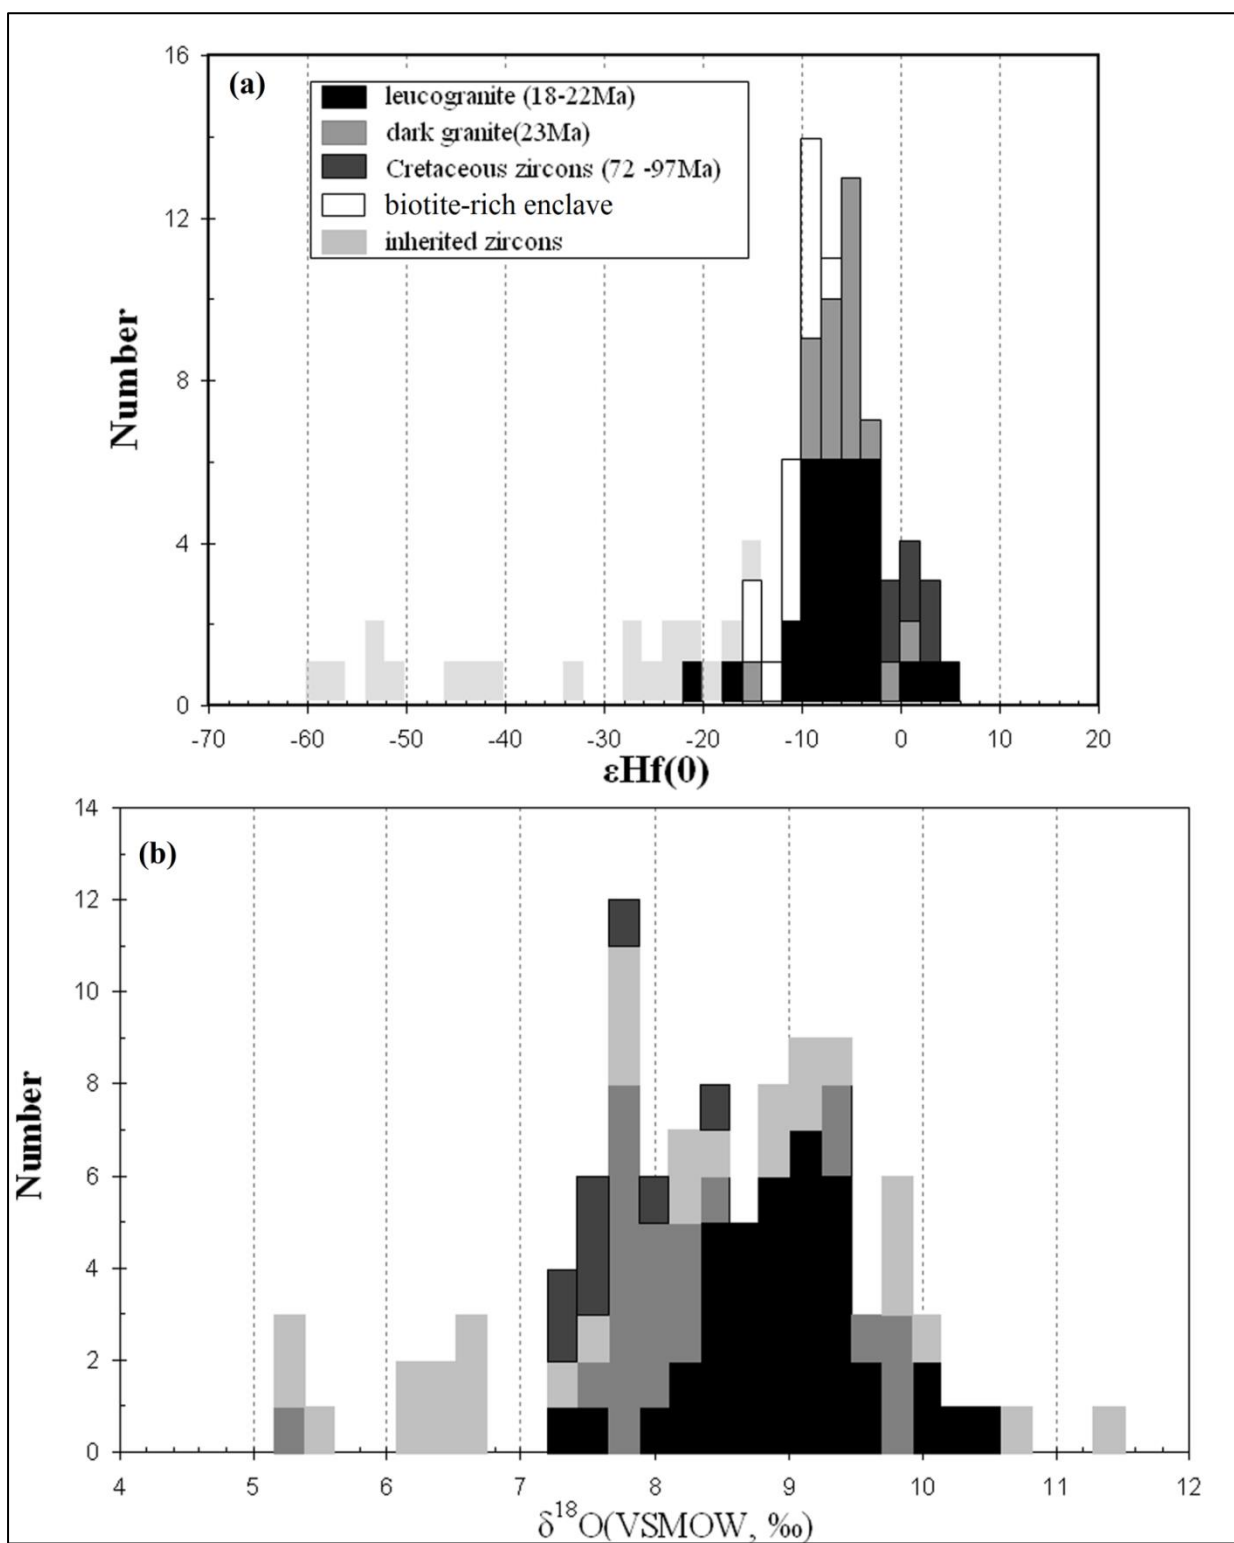 16
(a)
leucogranite (18-22Ma)
dark granite(23Ma)
Cretaceous zircons (72 -97Ma)
biotite-rich enclave
inherited zircons
12
8
4
0
Number
-70 -60 -50 -40 -30 -20 -10 0 10 20
εHf(0)
14
(b)
12
10
8
6
4
2
0
Number
4 5 6 7 8 9 10 11 12
δ¹⁸O(VSMOW, ‰)